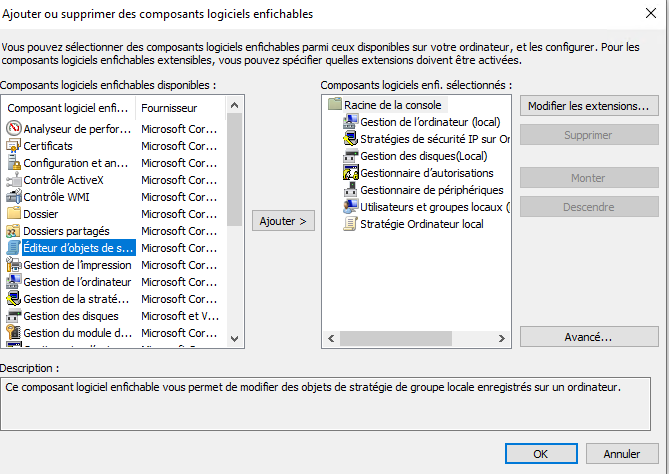 Ajouter ou supprimer des composants logiciels enfichables
Vous pouvez sélectionner des composants logiciels enfichables parmi ceux disponibles sur votre ordinateur, et les configurer. Pour les
composants logiciels enfichables extensibles, vous pouvez spécifier quelles extensions doivent être activées.
Composants logiciels enfichables disponibles :
Composant logiciel enfi... Fournisseur
Analyseur de perfor... Microsoft Cor...
Certificats Microsoft Cor...
Configuration et an... Microsoft Cor...
Contrôle ActiveX Microsoft Cor...
Contrôle WMI Microsoft Cor...
Dossier Microsoft Cor...
Dossiers partagés Microsoft Cor...
Éditeur d'objets de s... Microsoft Cor...
Gestion de l'impression Microsoft Cor...
Gestion de l'ordinateur Microsoft Cor...
Gestion de la straté... Microsoft Cor...
Gestion des disques Microsoft et V...
Gestion du module d... Microsoft Cor...
Ajouter >
Composants logiciels enfi. sélectionnés :
Racine de la console
Gestion de l'ordinateur (local)
Stratégies de sécurité IP sur Or
Gestion des disques(Local)
Gestionnaire d'autorisations
Gestionnaire de périphériques
Utilisateurs et groupes locaux (
Stratégie Ordinateur local
Modifier les extensions...
Supprimer
Monter
Descendre
Avancé...
Description :
Ce composant logiciel enfichable vous permet de modifier des objets de stratégie de groupe locale enregistrés sur un ordinateur.
OK
Annuler